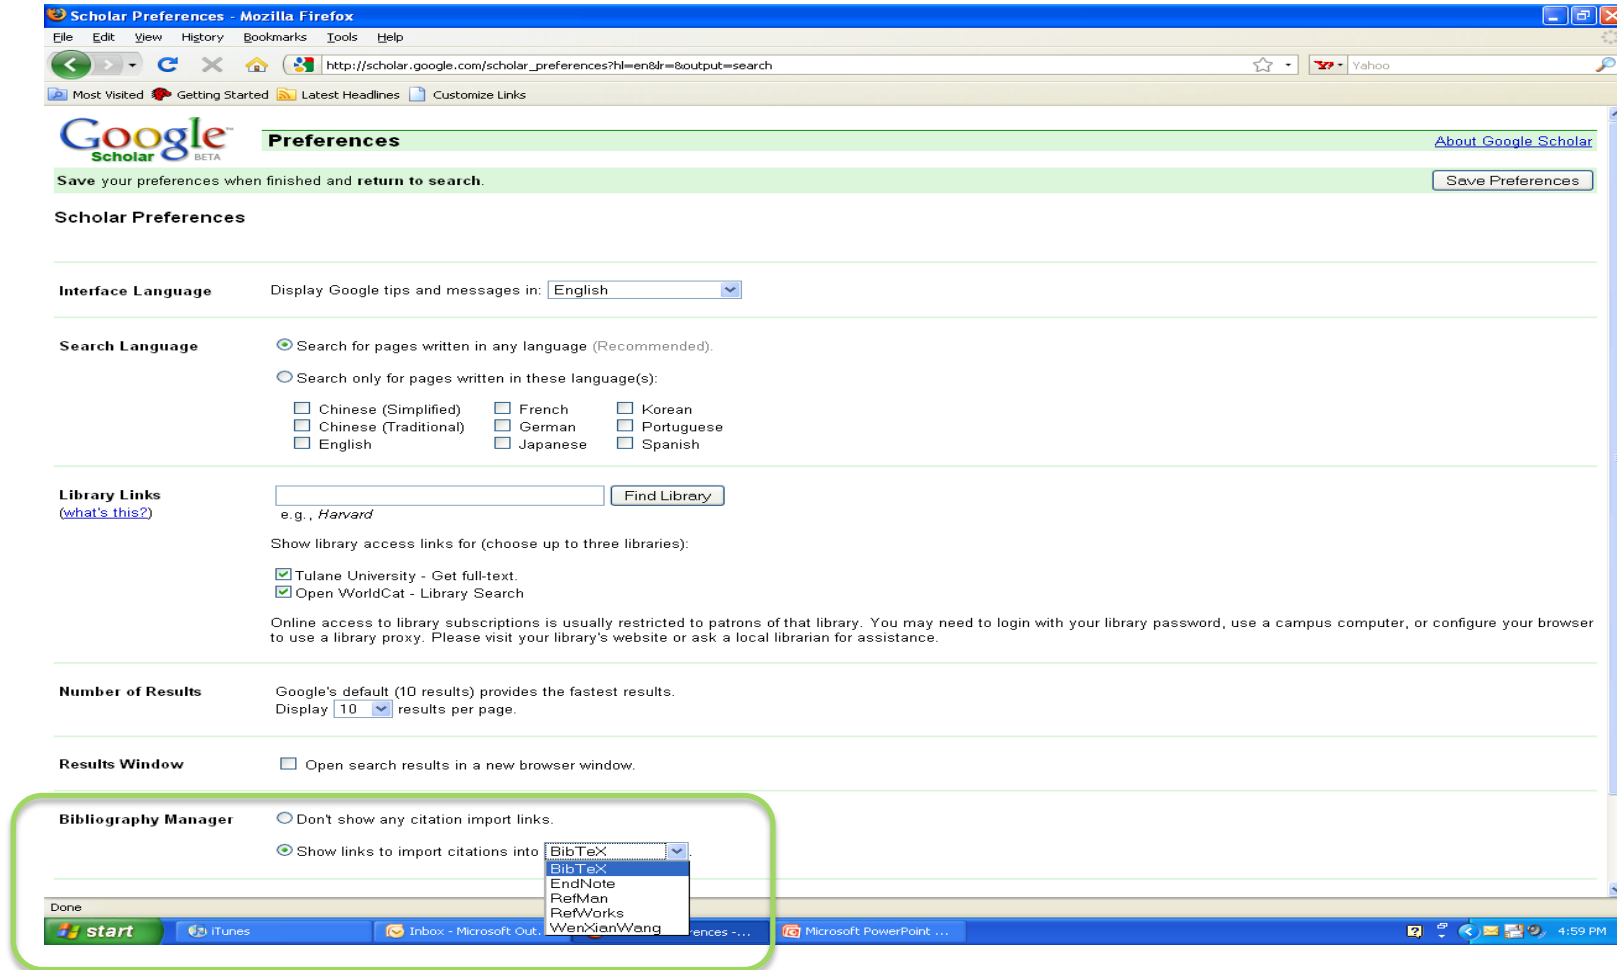 Scholar Preferences - Mozilla Firefox
File Edit View History Bookmarks Tools Help
http://scholar.google.com/scholar_preferences?hl=en&lr=&output=search
Yahoo
Most Visited Getting Started Latest Headlines Customize Links
Google™
Scholar BETA
Preferences
About Google Scholar
Save your preferences when finished and return to search.
Save Preferences
Scholar Preferences
Interface Language
Display Google tips and messages in: English
Search Language
Search for pages written in any language (Recommended).
Search only for pages written in these language(s):
Chinese (Simplified) French Korean
Chinese (Traditional) German Portuguese
English Japanese Spanish
Library Links
(what's this?)
Find Library
e.g., Harvard
Show library access links for (choose up to three libraries):
Tulane University - Get full-text.
Open WorldCat - Library Search
Online access to library subscriptions is usually restricted to patrons of that library. You may need to login with your library password, use a campus computer, or configure your browser
to use a library proxy. Please visit your library's website or ask a local librarian for assistance.
Number of Results
Google's default (10 results) provides the fastest results.
Display 10 results per page.
Results Window
Open search results in a new browser window.
Bibliography Manager
Don't show any citation import links.
Show links to import citations into BibTeX .
BibTeX
EndNote
RefMan
RefWorks
WenXianWang
Done
start iTunes Inbox - Microsoft Out. ences -... Microsoft PowerPoint ... 4:59 PM